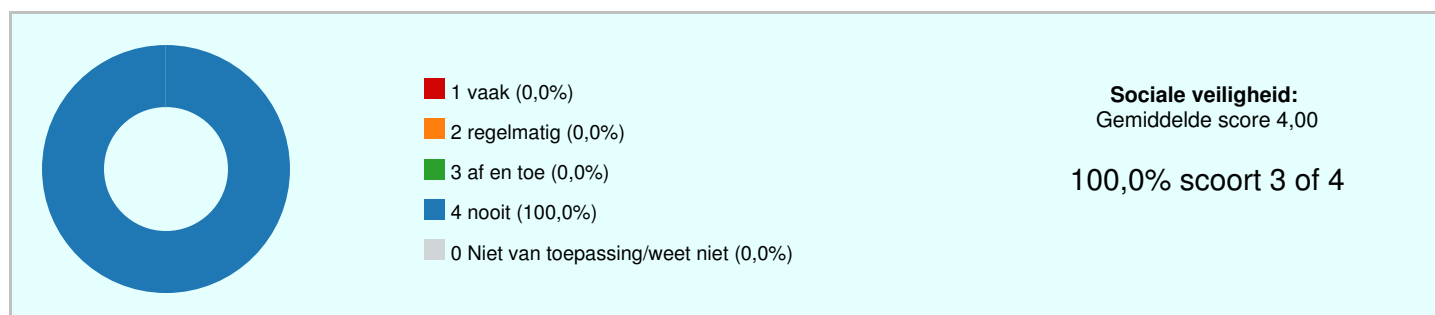 1 vaak (0,0%)
2 regelmatig (0,0%)
3 af en toe (0,0%)
4 nooit (100,0%)
0 Niet van toepassing/weet niet (0,0%)
Sociale veiligheid:
Gemiddelde score 4,00
100,0% scoort 3 of 4